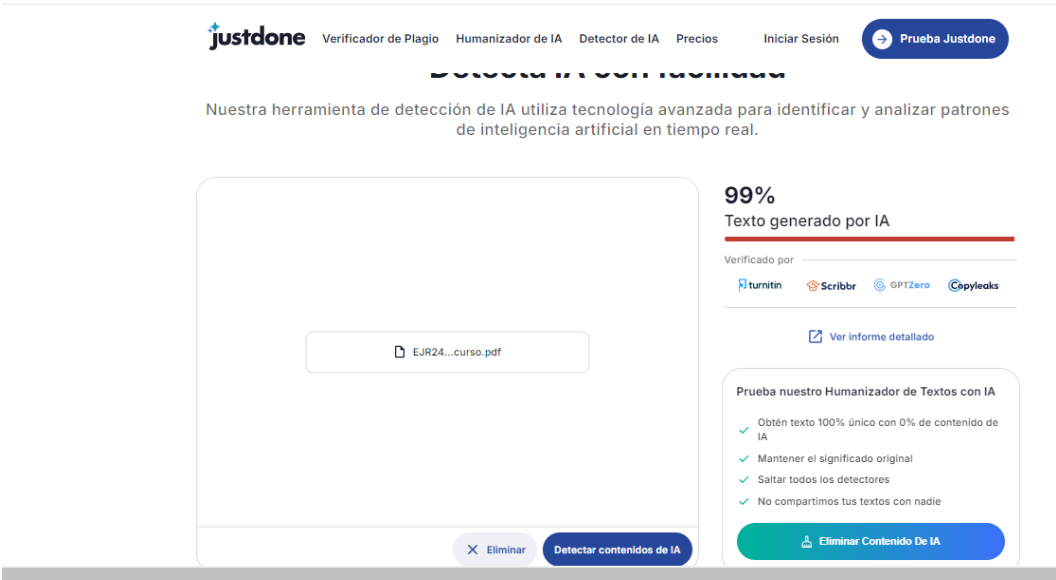 justdone
Verificador de Plagio Humanizador de IA Detector de IA Precios Iniciar Sesión Prueba Justdone
Detecta IA con facilidad
Nuestra herramienta de detección de IA utiliza tecnología avanzada para identificar y analizar patrones
de inteligencia artificial en tiempo real.
EJR24...curso.pdf
Eliminar
Detectar contenidos de IA
99%
Texto generado por IA
Verificado por
turnitin Scribbr GPTZero Copyleaks
Ver informe detallado
Prueba nuestro Humanizador de Textos con IA
Obtén texto 100% único con 0% de contenido de
IA
Mantener el significado original
Saltar todos los detectores
No compartimos tus textos con nadie
Eliminar Contenido De IA